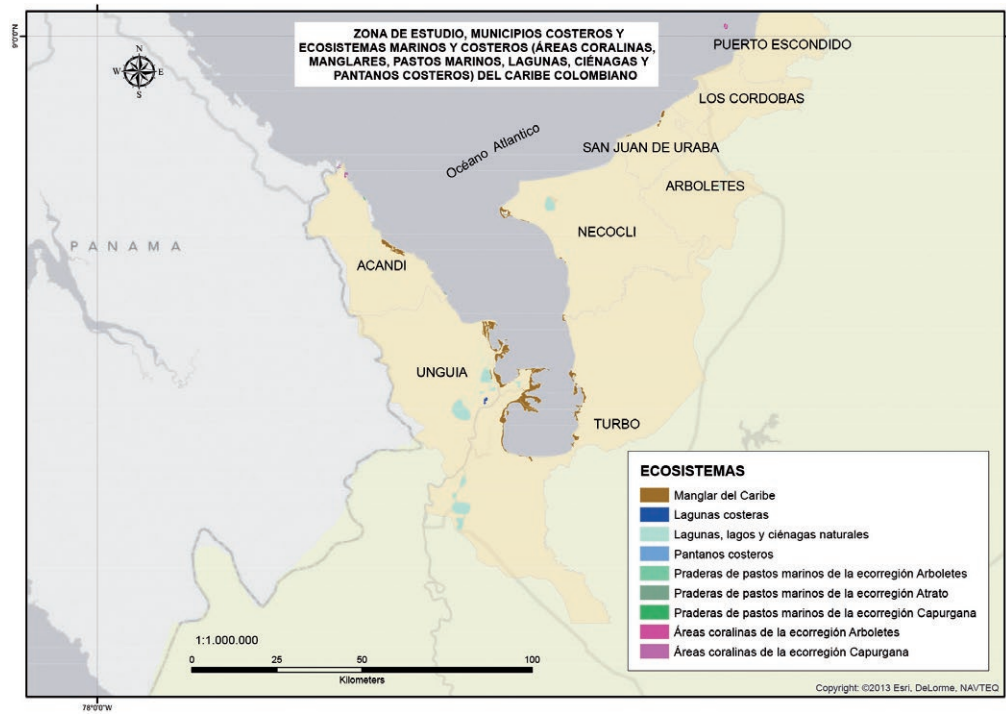 ZONA DE ESTUDIO, MUNICIPIOS COSTEROS Y
ECOSISTEMAS MARINOS Y COSTEROS (ÁREAS CORALINAS,
MANGLARES, PASTOS MARINOS, LAGUNAS, CIÉNAGAS Y
PANTANOS COSTEROS) DEL CARIBE COLOMBIANO
9°0'0"N
N
W
E
S
PUERTO ESCONDIDO
LOS CORDOBAS
Océano Atlantico
SAN JUAN DE URABA
ARBOLETES
NECOCLI
PANAMA
ACANDI
UNGUIA
TURBO
ECOSISTEMAS
Manglar del Caribe
Lagunas costeras
Lagunas, lagos y ciénagas naturales
Pantanos costeros
Praderas de pastos marinos de la ecorregión Arboletes
Praderas de pastos marinos de la ecorregión Atrato
Praderas de pastos marinos de la ecorregión Capurgana
Áreas coralinas de la ecorregión Arboletes
Áreas coralinas de la ecorregión Capurgana
1:1.000.000
0 25 50 100
Kilometers
Copyright: ©2013 Esri, DeLorme, NAVTEQ
78°0'0"W